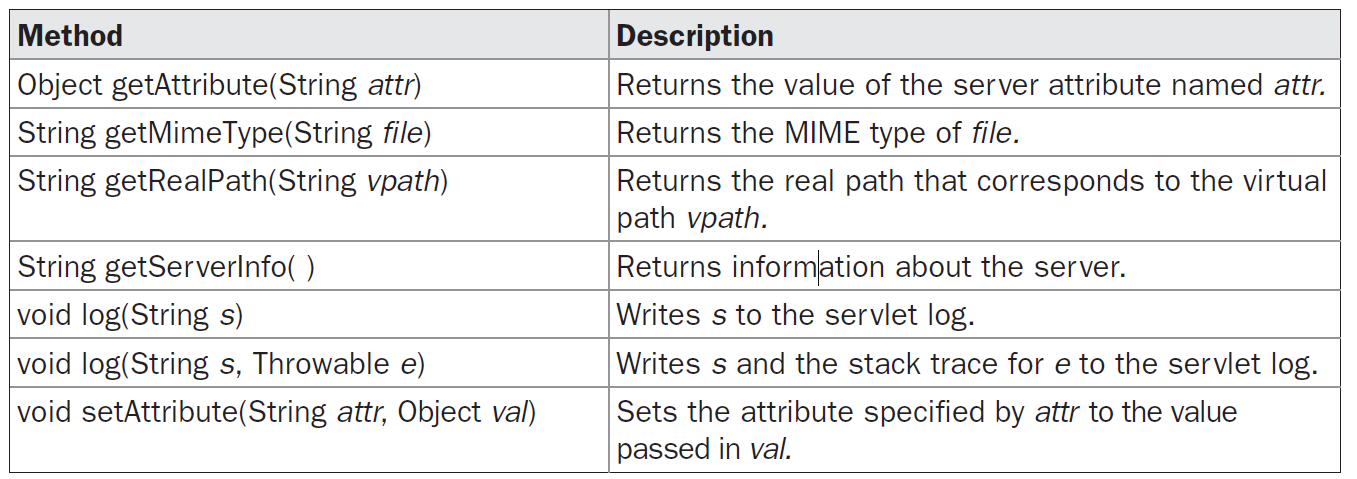 Method Description
Object getAttribute(String attr) Returns the value of the server attribute named attr.
String getMimeType(String file) Returns the MIME type of file.
String getRealPath(String vpath) Returns the real path that corresponds to the virtual
path vpath.
String getServerInfo( ) Returns information about the server.
void log(String s) Writes s to the servlet log.
void log(String s, Throwable e) Writes s and the stack trace for e to the servlet log.
void setAttribute(String attr, Object val) Sets the attribute specified by attr to the value
passed in val.